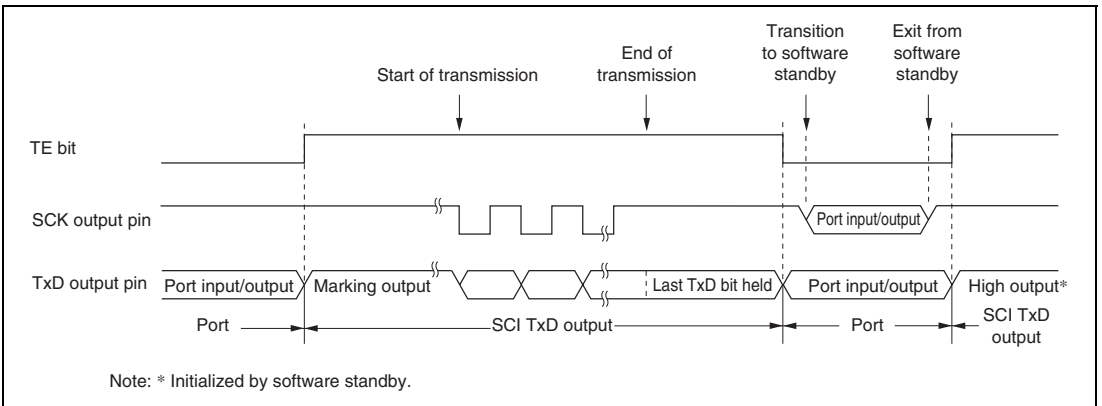 Transition
to software
standby
Exit from
software
standby
End of
transmission
Start of transmission
TE bit
SCK output pin
Port input/output
TxD output pin
Port input/output
Marking output
Last TxD bit held
Port input/output
High output*
Port
SCI TxD output
Port
SCI TxD
output
Note: * Initialized by software standby.